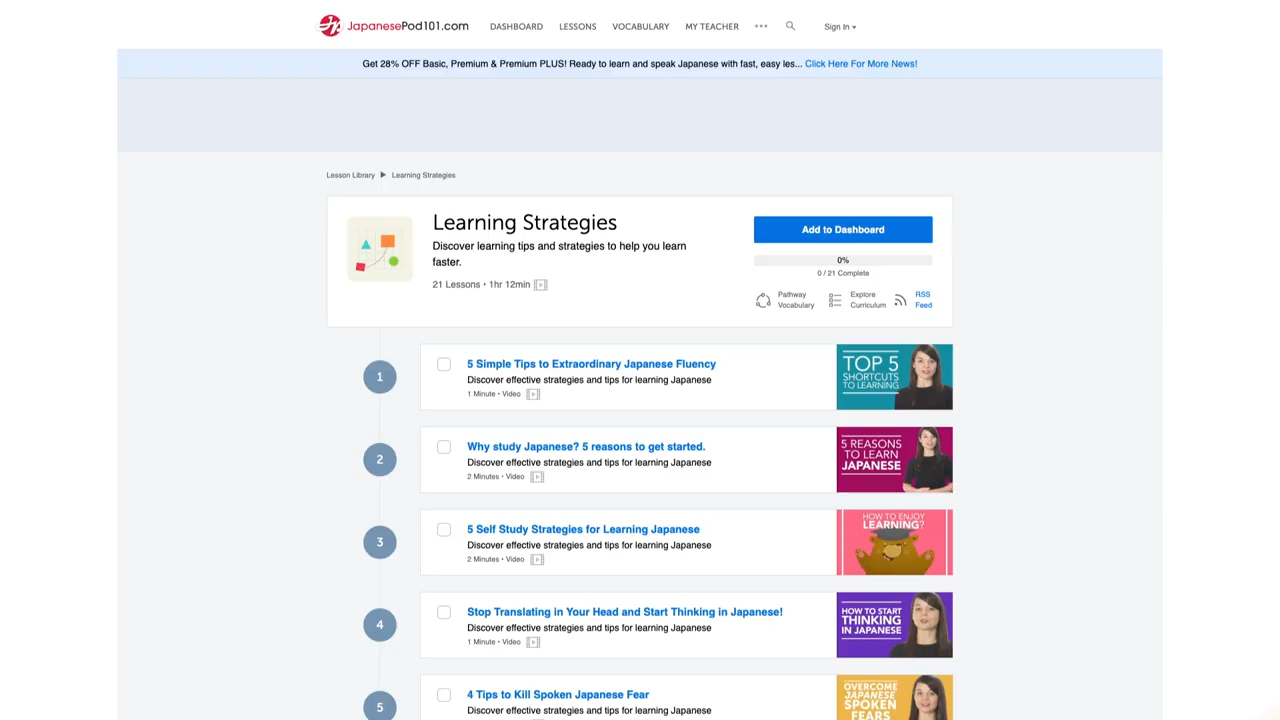 JapanesePod101.com
DASHBOARD LESSONS VOCABULARY MY TEACHER ••• Sign In
Get 28% OFF Basic, Premium & Premium PLUS! Ready to learn and speak Japanese with fast, easy les... Click Here For More News!
Lesson Library ▶ Learning Strategies
Learning Strategies
Discover learning tips and strategies to help you learn
faster.
21 Lessons • 1hr 12min
Add to Dashboard
0%
0 / 21 Complete
Pathway
Vocabulary
Explore
Curriculum
RSS
Feed
1
5 Simple Tips to Extraordinary Japanese Fluency
Discover effective strategies and tips for learning Japanese
1 Minute • Video
TOP 5
SHORTCUTS
TO LEARNING
2
Why study Japanese? 5 reasons to get started.
Discover effective strategies and tips for learning Japanese
2 Minutes • Video
5 REASONS
TO LEARN
JAPANESE
3
5 Self Study Strategies for Learning Japanese
Discover effective strategies and tips for learning Japanese
2 Minutes • Video
HOW TO ENJOY
LEARNING?
4
Stop Translating in Your Head and Start Thinking in Japanese!
Discover effective strategies and tips for learning Japanese
1 Minute • Video
HOW TO START
THINKING
IN JAPANESE
5
4 Tips to Kill Spoken Japanese Fear
Discover effective strategies and tips for learning Japanese
OVERCOME
JAPANESE
SPOKEN
FEARS